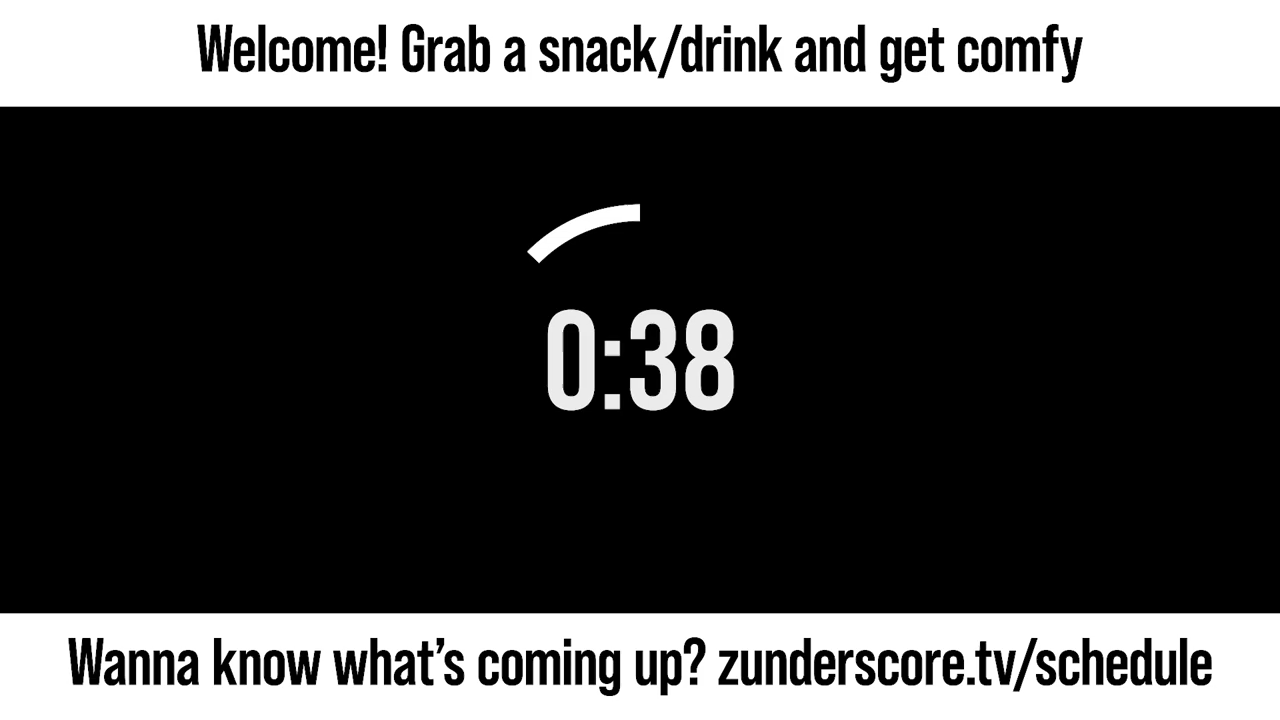 Welcome! Grab a snack/drink and get comfy
0:38
Wanna know what’s coming up? zunderscore.tv/schedule